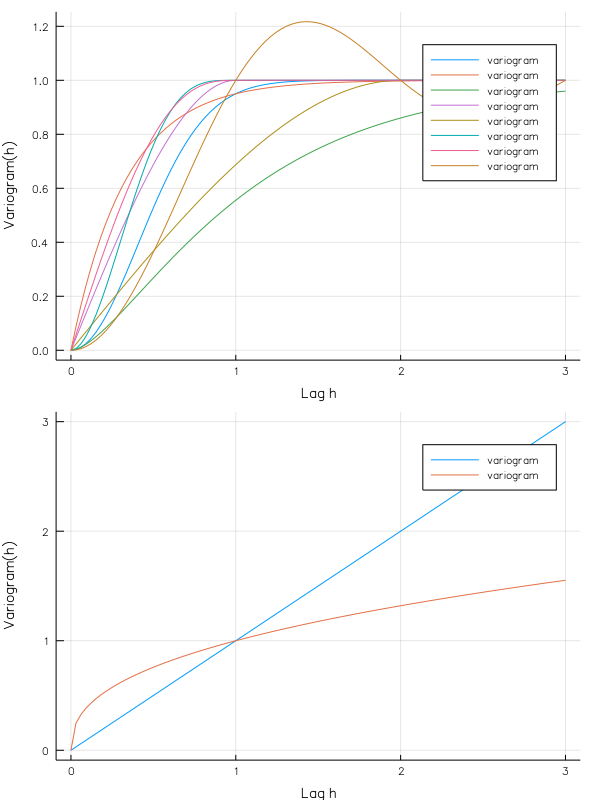 1.2
1.0
0.8
0.6
0.4
0.2
0.0
Variogram(h)
variogram
variogram
variogram
variogram
variogram
variogram
variogram
variogram
0 1 2 3
Lag h
3
2
1
0
Variogram(h)
variogram
variogram
0 1 2 3
Lag h